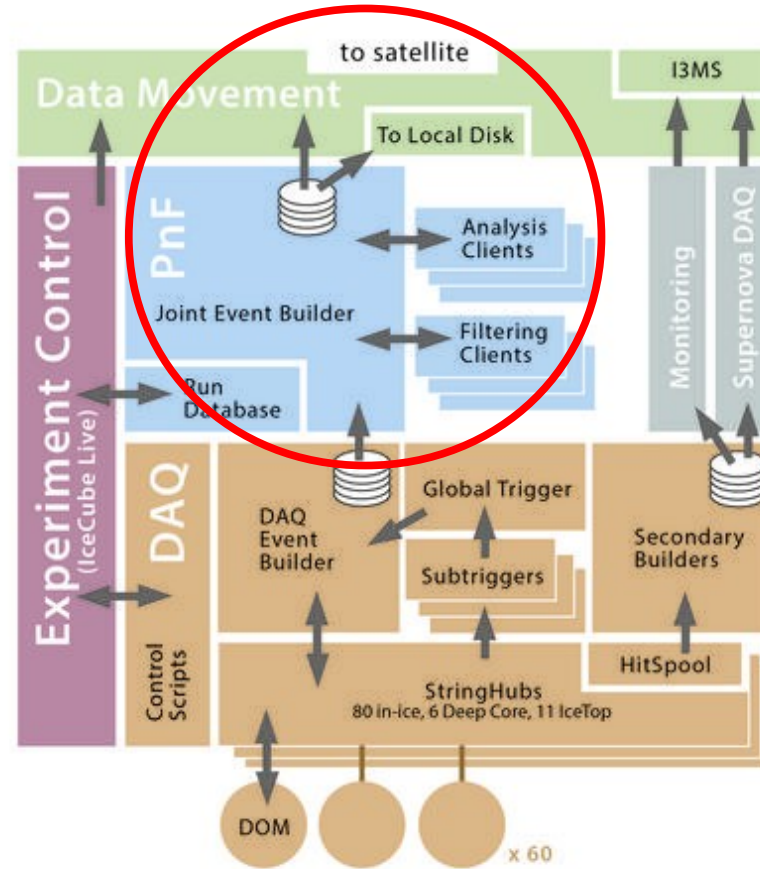 to satellite
I3MS
Data Movement
To Local Disk
Experiment Control
(IceCube Live)
PnF
Analysis
Clients
Joint Event Builder
Filtering
Clients
Run
Database
Monitoring
Supernova DAQ
DAQ
Control
Scripts
DAQ
Event
Builder
Global Trigger
Subtriggers
Secondary
Builders
HitSpool
StringHubs
80 in-ice, 6 Deep Core, 11 IceTop
DOM
x 60